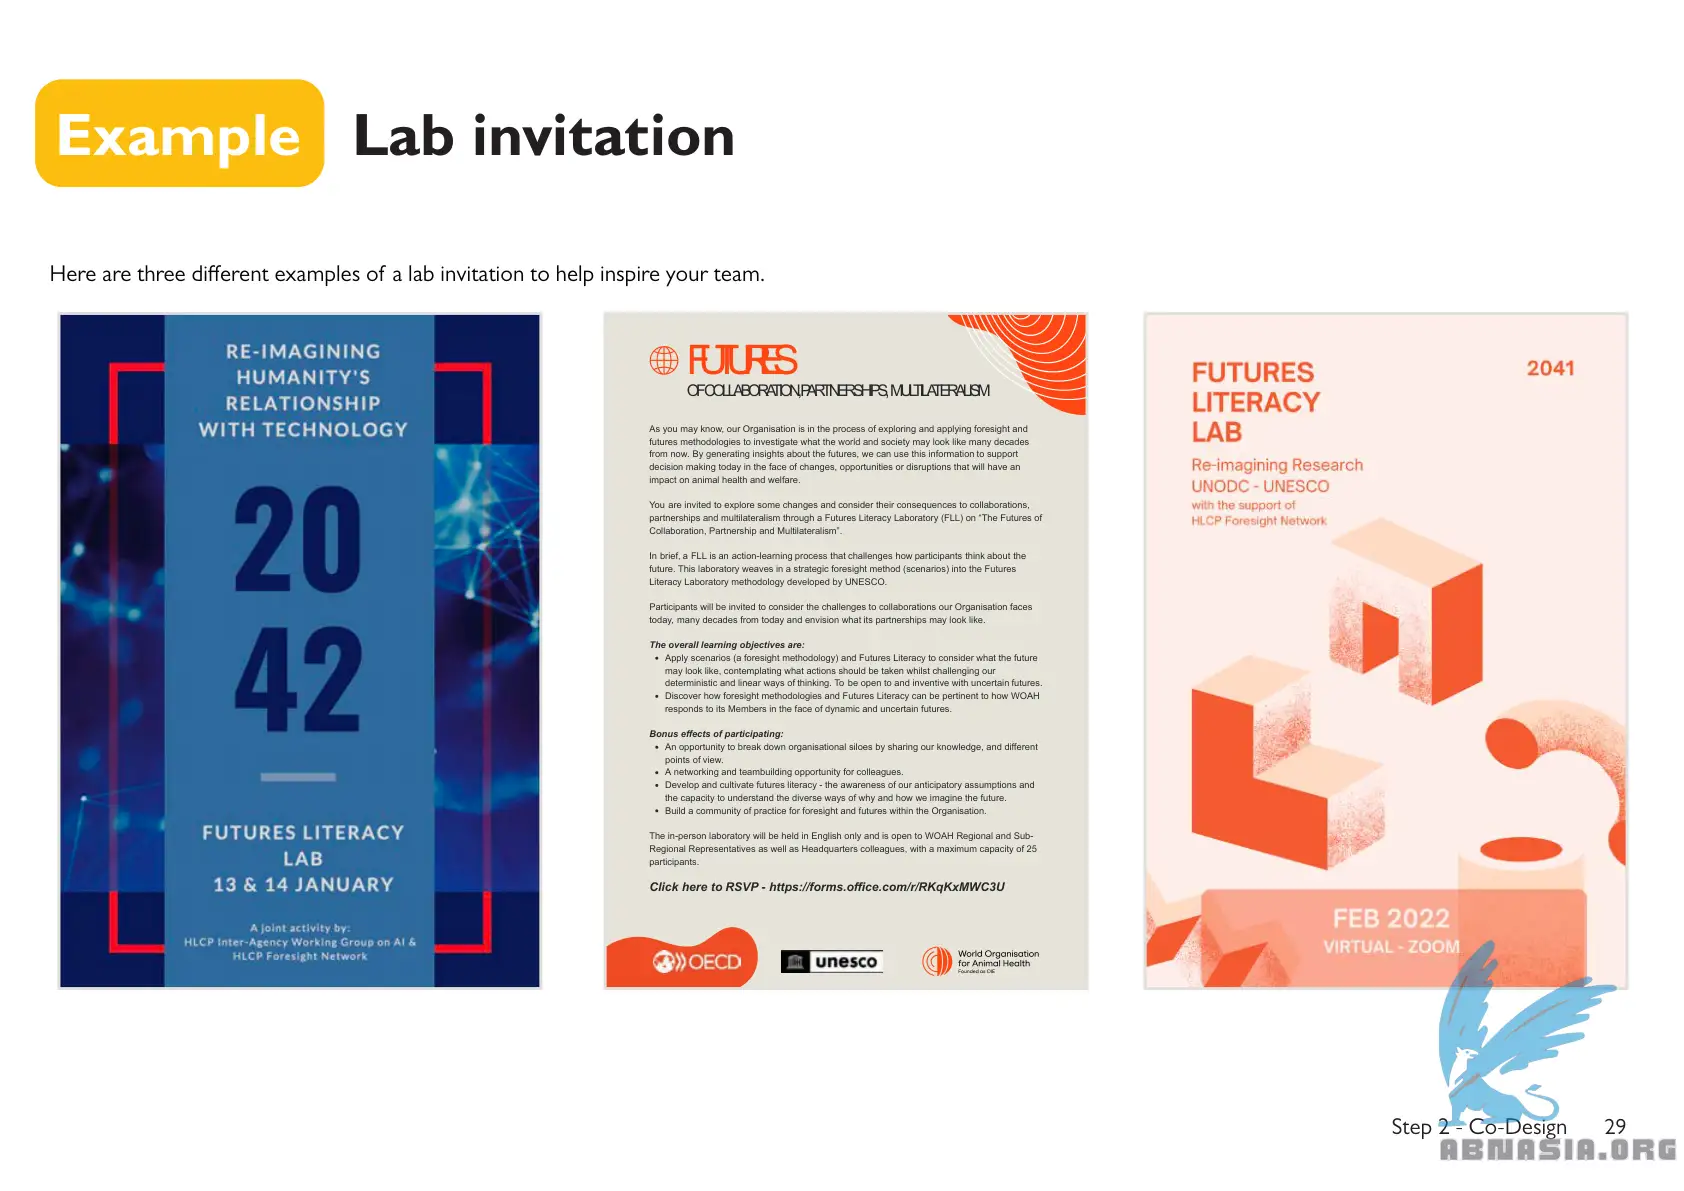 Example
Lab invitation
Here are three different examples of a lab invitation to help inspire your team.
RE-IMAGINING
HUMANITY'S
RELATIONSHIP
WITH TECHNOLOGY
20
42
FUTURES LITERACY
LAB
13 & 14 JANUARY
A joint activity by:
HLCP Inter-Agency Working Group on AI &
HLCP Foresight Network
FUTURES
OF COLLABORATION, PARTNERSHIPS, MULTILATERALISM
As you may know, our Organisation is in the process of exploring and applying foresight and
futures methodologies to investigate what the world and society may look like many decades
from now. By generating insights about the futures, we can use this information to support
decision making today in the face of changes, opportunities or disruptions that will have an
impact on animal health and welfare.
You are invited to explore some changes and consider their consequences to collaborations,
partnerships and multilateralism through a Futures Literacy Laboratory (FLL) on "The Futures of
Collaboration, Partnership and Multilateralism".
In brief, a FLL is an action-learning process that challenges how participants think about the
future. This laboratory weaves in a strategic foresight method (scenarios) into the Futures
Literacy Laboratory methodology developed by UNESCO.
Participants will be invited to consider the challenges to collaborations our Organisation faces
today, many decades from today and envision what its partnerships may look like.
The overall learning objectives are:
• Apply scenarios (a foresight methodology) and Futures Literacy to consider what the future
may look like, contemplating what actions should be taken whilst challenging our
deterministic and linear ways of thinking. To be open to and inventive with uncertain futures.
• Discover how foresight methodologies and Futures Literacy can be pertinent to how WOAH
responds to its Members in the face of dynamic and uncertain futures.
Bonus effects of participating:
• An opportunity to break down organisational siloes by sharing our knowledge, and different
points of view.
• A networking and teambuilding opportunity for colleagues.
• Develop and cultivate futures literacy - the awareness of our anticipatory assumptions and
the capacity to understand the diverse ways of why and how we imagine the future.
• Build a community of practice for foresight and futures within the Organisation.
The in-person laboratory will be held in English only and is open to WOAH Regional and Sub-
Regional Representatives as well as Headquarters colleagues, with a maximum capacity of 25
participants.
Click here to RSVP - https://forms.office.com/r/RKqKxMWC3U
OECD
unesco
World Organisation
for Animal Health
Founded as OIE
FUTURES
LITERACY
LAB
2041
Re-imagining Research
UNODC - UNESCO
with the support of
HLCP Foresight Network
FEB 2022
VIRTUAL - ZOOM
Step 2 - Co-Design 29
ABNASIA.ORG